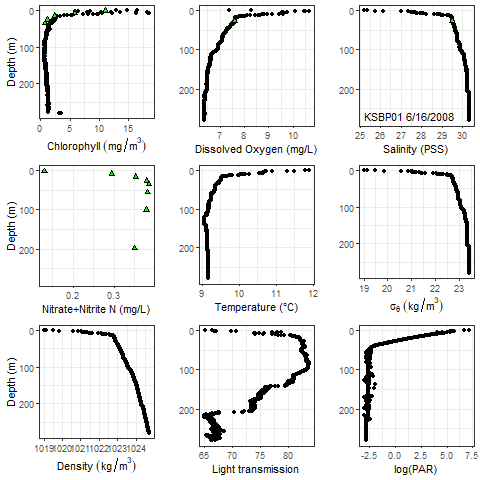 Depth (m)
0
100
200
0 5 10 15
Chlorophyll (mg/m³)
0
100
200
7 8 9 10
Dissolved Oxygen (mg/L)
0
100
200
KSBP01 6/16/2008
25 26 27 28 29 30
Salinity (PSS)
Depth (m)
0
100
200
0.2 0.3
Nitrate+Nitrite N (mg/L)
0
100
200
9 10 11 12
Temperature (°C)
0
100
200
19 20 21 22 23
σθ (kg/m³)
Depth (m)
0
100
200
1019 1020 1021 1022 1023 1024
Density (kg/m³)
0
100
200
65 70 75 80
Light transmission
0
100
200
-2.5 0.0 2.5 5.0 7.5
log(PAR)